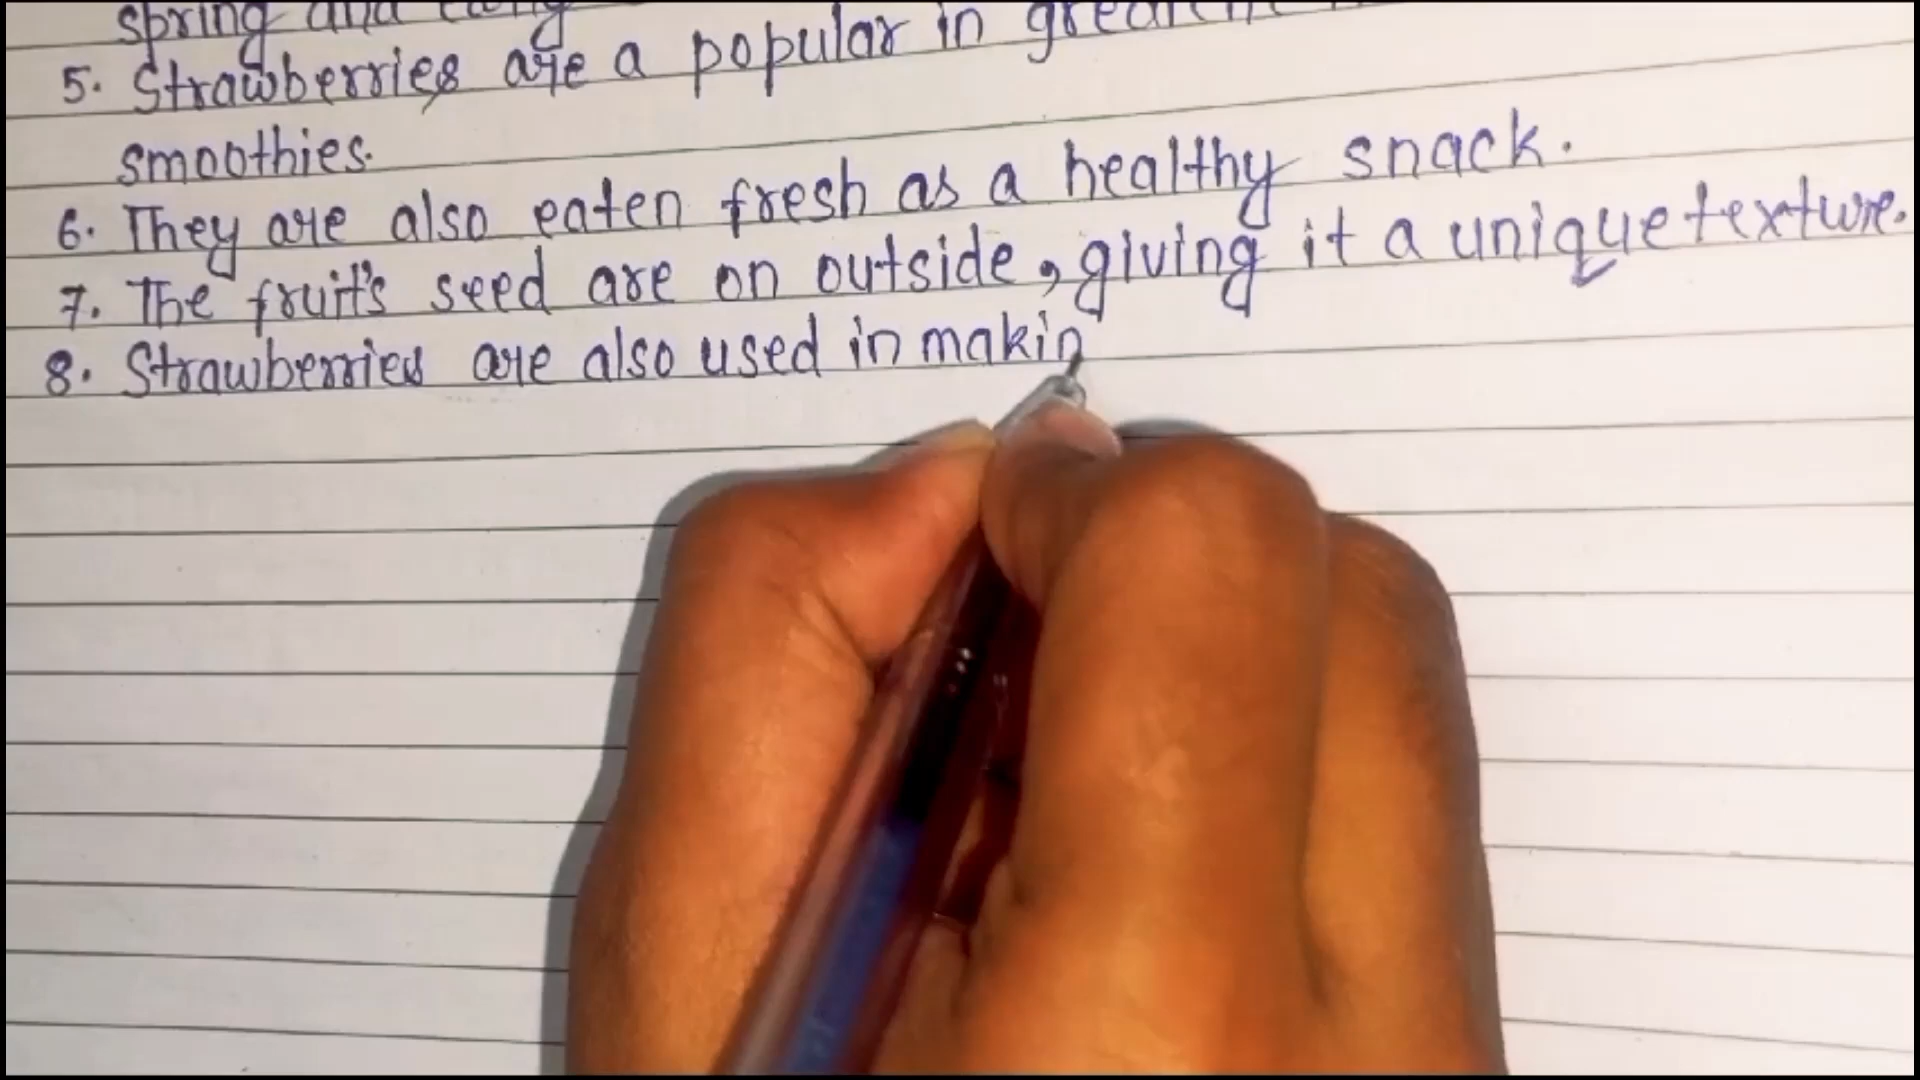 spring and
5. Strawberries are a popular in
smoothies.
6. They are also eaten fresh as a healthy snack.
7. The fruit's seed are on outside, giving it a unique texture.
8. Strawberries are also used in makin